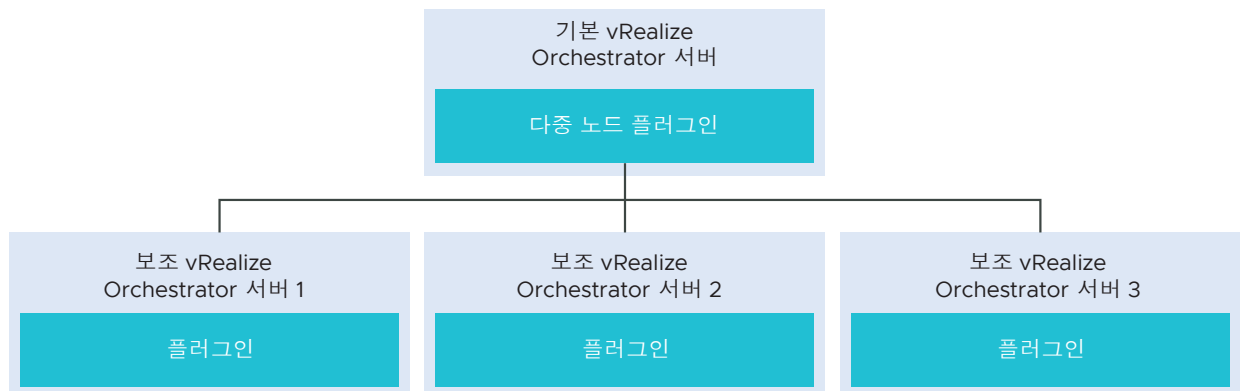 기본 vRealize
Orchestrator 서버
다중 노드 플러그인
보조 vRealize
Orchestrator 서버 1
플러그인
보조 vRealize
Orchestrator 서버 2
플러그인
보조 vRealize
Orchestrator 서버 3
플러그인